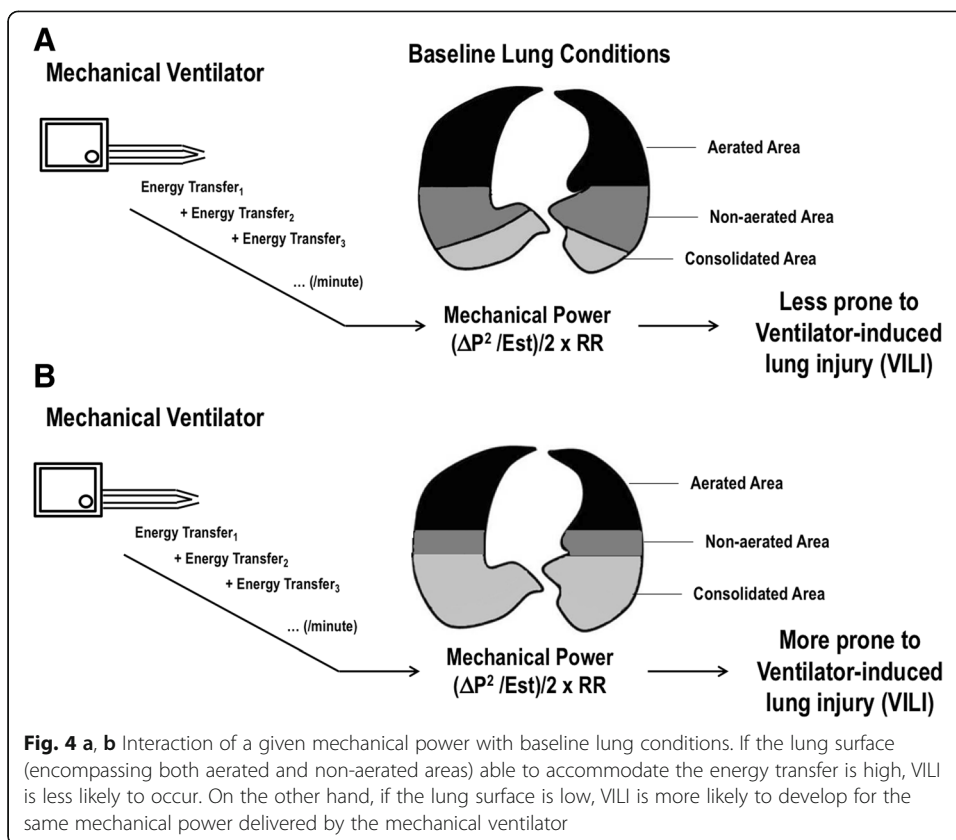 A
Mechanical Ventilator
Baseline Lung Conditions
Energy Transfer₁
+ Energy Transfer₂
+ Energy Transfer₃
... (/minute)
Aerated Area
Non-aerated Area
Consolidated Area
Mechanical Power
(ΔP² /Est)/2 x RR
Less prone to
Ventilator-induced
lung injury (VILI)
B
Mechanical Ventilator
Energy Transfer₁
+ Energy Transfer₂
+ Energy Transfer₃
... (/minute)
Aerated Area
Non-aerated Area
Consolidated Area
Mechanical Power
(ΔP² /Est)/2 x RR
More prone to
Ventilator-induced
lung injury (VILI)
Fig. 4 a, b Interaction of a given mechanical power with baseline lung conditions. If the lung surface
(encompassing both aerated and non-aerated areas) able to accommodate the energy transfer is high, VILI
is less likely to occur. On the other hand, if the lung surface is low, VILI is more likely to develop for the
same mechanical power delivered by the mechanical ventilator